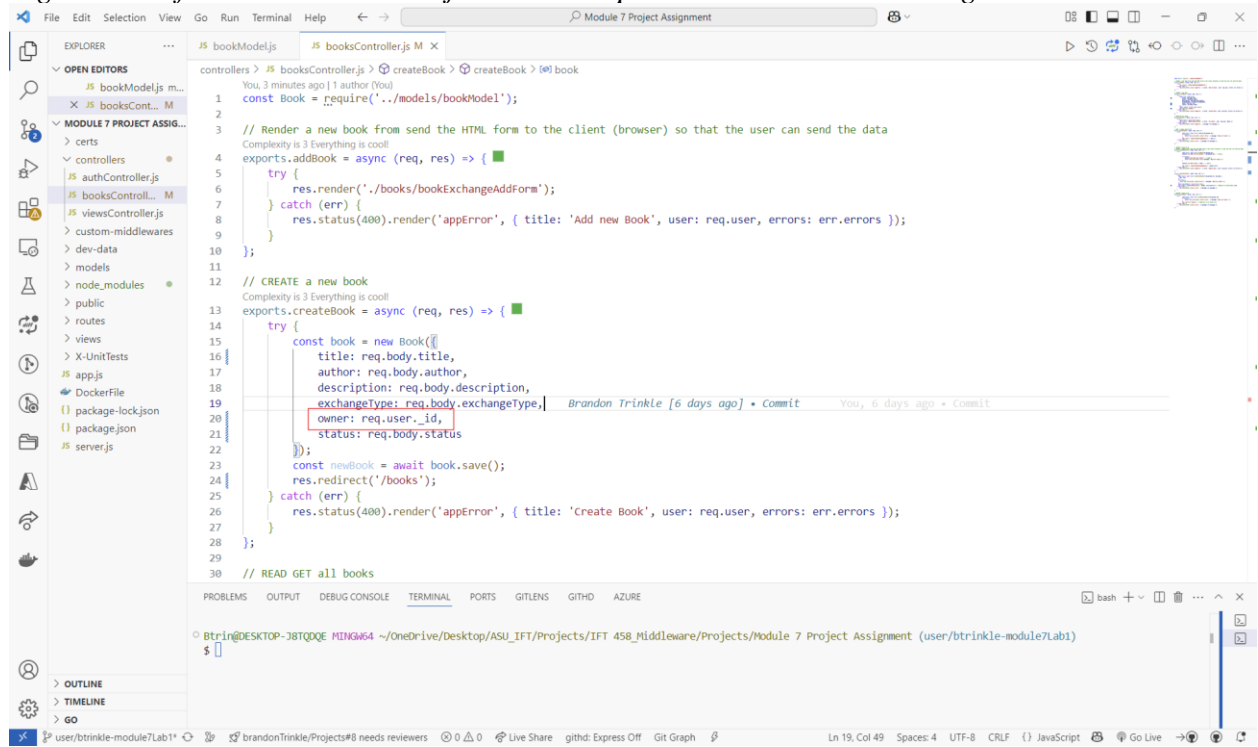 File Edit Selection View Go Run Terminal Help
Module 7 Project Assignment
EXPLORER
OPEN EDITORS
JS bookModel.js m...
JS booksCont... M
MODULE 7 PROJECT ASSIG...
certs
controllers
JS authController.js
JS booksControll... M
JS viewsController.js
custom-middlewares
dev-data
models
node_modules
public
routes
views
X-UnitTests
JS app.js
DockerFile
{} package-lock.json
{} package.json
JS server.js
OUTLINE
TIMELINE
GO
JS bookModel.js JS booksController.js M
controllers > JS booksController.js > createBook > createBook > book
You, 3 minutes ago | 1 author (You)
1 const Book = require('../models/bookModel');
2
3 // Render a new book from send the HTML form to the client (browser) so that the user can send the data
Complexity is 3 Everything is cool!
4 exports.addBook = async (req, res) => {
5 try {
6 res.render('./books/bookExchangeAddForm');
7 } catch (err) {
8 res.status(400).render('appError', { title: 'Add new Book', user: req.user, errors: err.errors });
9 }
10 };
11
12 // CREATE a new book
Complexity is 3 Everything is cool!
13 exports.createBook = async (req, res) => {
14 try {
15 const book = new Book({
16 title: req.body.title,
17 author: req.body.author,
18 description: req.body.description,
19 exchangeType: req.body.exchangeType, Brandon Trinkle [6 days ago] • Commit You, 6 days ago • Commit
20 owner: req.user._id,
21 status: req.body.status
22 });
23 const newBook = await book.save();
24 res.redirect('/books');
25 } catch (err) {
26 res.status(400).render('appError', { title: 'Create Book', user: req.user, errors: err.errors });
27 }
28 };
29
30 // READ GET all books
PROBLEMS OUTPUT DEBUG CONSOLE TERMINAL PORTS GITLENS GITHD AZURE
bash
Btrin@DESKTOP-J8TQDQE MINGW64 ~/OneDrive/Desktop/ASU_IFT/Projects/IFT 458_Middleware/Projects/Module 7 Project Assignment (user/btrinkle-module7Lab1)
$
user/btrinkle-module7Lab1* brandonTrinkle/Projects#8 needs reviewers 0 0 Live Share githd: Express Off Git Graph Ln 19, Col 49 Spaces: 4 UTF-8 CRLF {} JavaScript Go Live